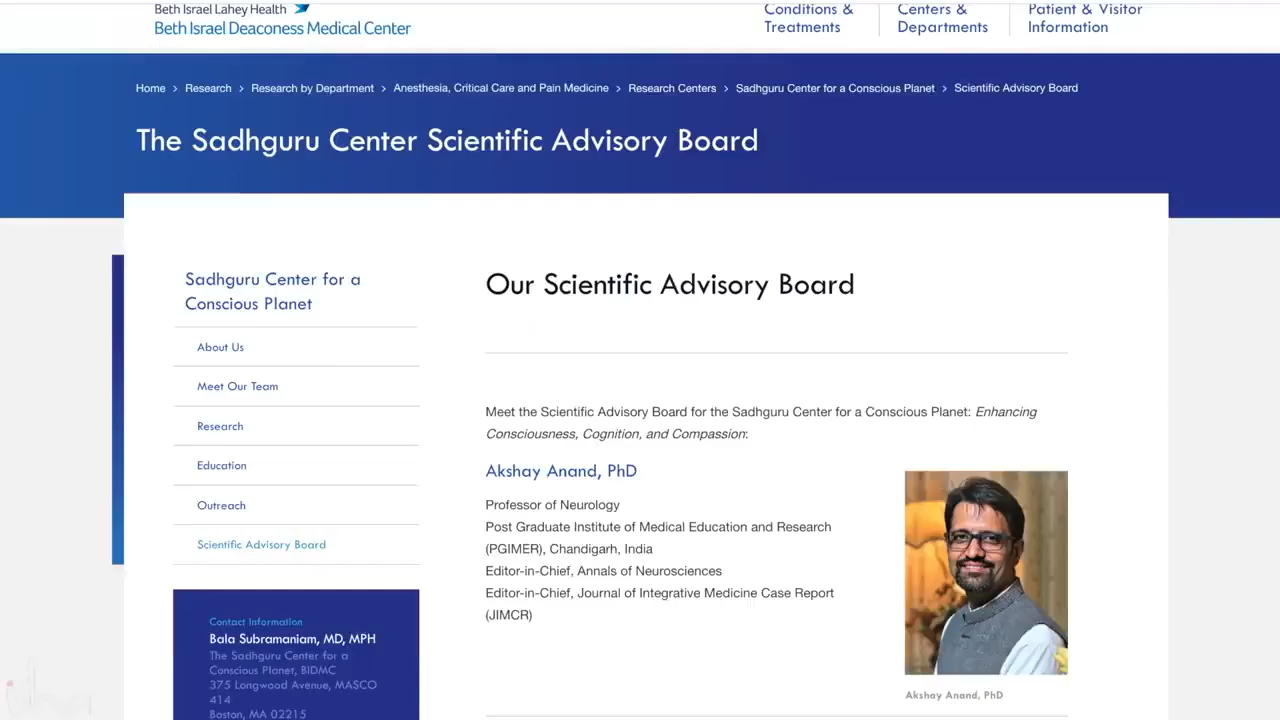 Beth Israel Lahey Health
Beth Israel Deaconess Medical Center
Conditions &
Treatments
Centers &
Departments
Patient & Visitor
Information
Home > Research > Research by Department > Anesthesia, Critical Care and Pain Medicine > Research Centers > Sadhguru Center for a Conscious Planet > Scientific Advisory Board
The Sadhguru Center Scientific Advisory Board
Sadhguru Center for a
Conscious Planet
About Us
Meet Our Team
Research
Education
Outreach
Scientific Advisory Board
Contact Information
Bala Subramaniam, MD, MPH
The Sadhguru Center for a
Conscious Planet, BIDMC
375 Longwood Avenue, MASCO
414
Boston, MA 02215
Our Scientific Advisory Board
Meet the Scientific Advisory Board for the Sadhguru Center for a Conscious Planet: Enhancing
Consciousness, Cognition, and Compassion:
Akshay Anand, PhD
Professor of Neurology
Post Graduate Institute of Medical Education and Research
(PGIMER), Chandigarh, India
Editor-in-Chief, Annals of Neurosciences
Editor-in-Chief, Journal of Integrative Medicine Case Report
(JIMCR)
Akshay Anand, PhD